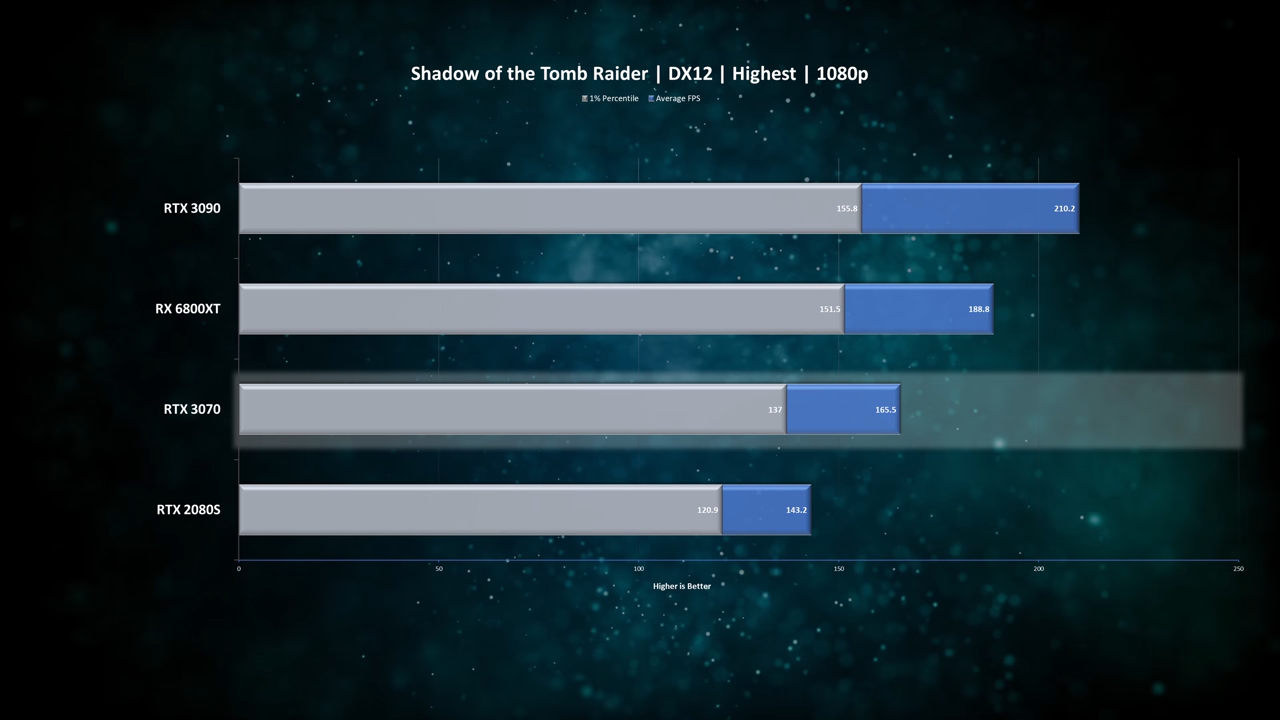 Shadow of the Tomb Raider | DX12 | Highest | 1080p
1% Percentile Average FPS
RTX 3090 155.8 210.2
RX 6800XT 151.5 188.8
RTX 3070 137 165.5
RTX 2080S 120.9 143.2
0 50 100 150 200 250
Higher is Better